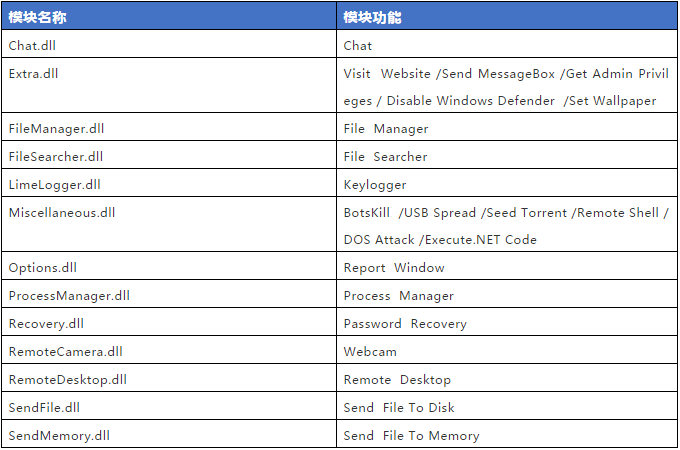 模块名称 模块功能
Chat.dll Chat
Extra.dll Visit Website /Send MessageBox /Get Admin Privil
eges / Disable Windows Defender /Set Wallpaper
FileManager.dll File Manager
FileSearcher.dll File Searcher
LimeLogger.dll Keylogger
Miscellaneous.dll BotsKill /USB Spread /Seed Torrent /Remote Shell /
DOS Attack /Execute.NET Code
Options.dll Report Window
ProcessManager.dll Process Manager
Recovery.dll Password Recovery
RemoteCamera.dll Webcam
RemoteDesktop.dll Remote Desktop
SendFile.dll Send File To Disk
SendMemory.dll Send File To Memory